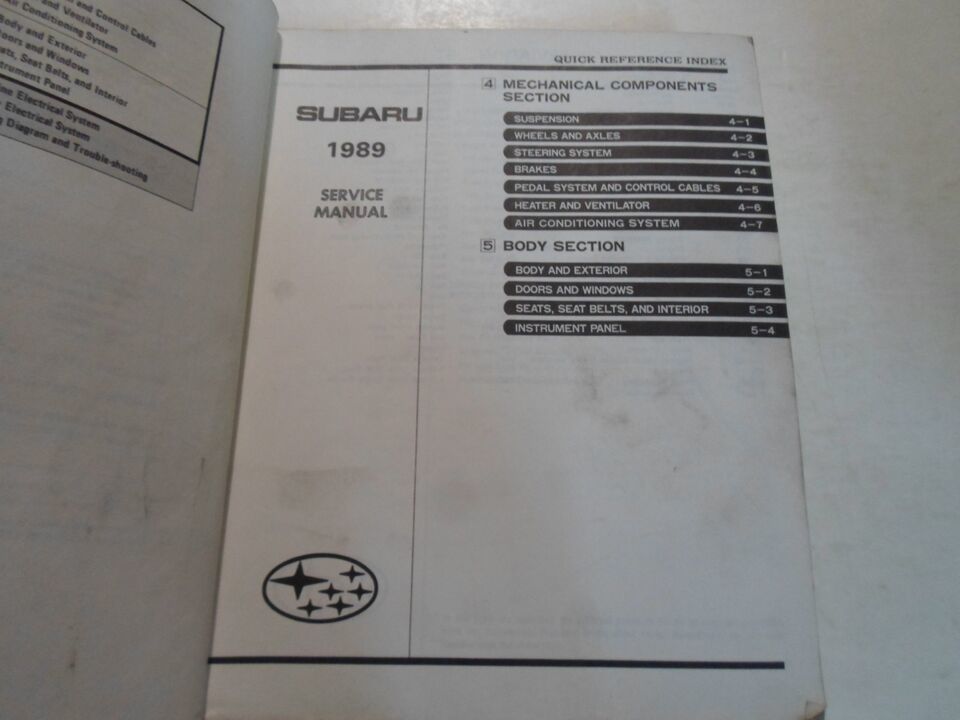 and Control Cables
and Ventilator
Air Conditioning System
Body and Exterior
Doors and Windows
Seats, Seat Belts, and Interior
Instrument Panel
Electrical System
Electrical System
Diagram and Trouble-shooting
QUICK REFERENCE INDEX
SUBARU
1989
SERVICE
MANUAL
4 MECHANICAL COMPONENTS
SECTION
SUSPENSION 4-1
WHEELS AND AXLES 4-2
STEERING SYSTEM 4-3
BRAKES 4-4
PEDAL SYSTEM AND CONTROL CABLES 4-5
HEATER AND VENTILATOR 4-6
AIR CONDITIONING SYSTEM 4-7
5 BODY SECTION
BODY AND EXTERIOR 5-1
DOORS AND WINDOWS 5-2
SEATS, SEAT BELTS, AND INTERIOR 5-3
INSTRUMENT PANEL 5-4